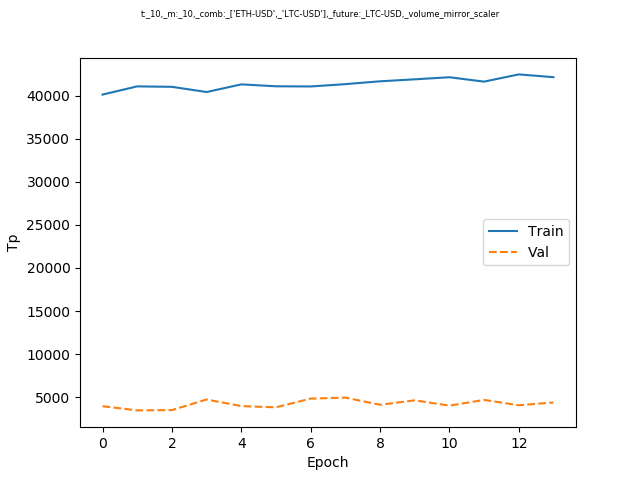 t:_10,_m:_10,_comb:_['ETH-USD',_'LTC-USD'],_future:_LTC-USD,_volume_mirror_scaler
40000
35000
30000
25000
20000
15000
10000
5000
Tp
Train
Val
0 2 4 6 8 10 12
Epoch